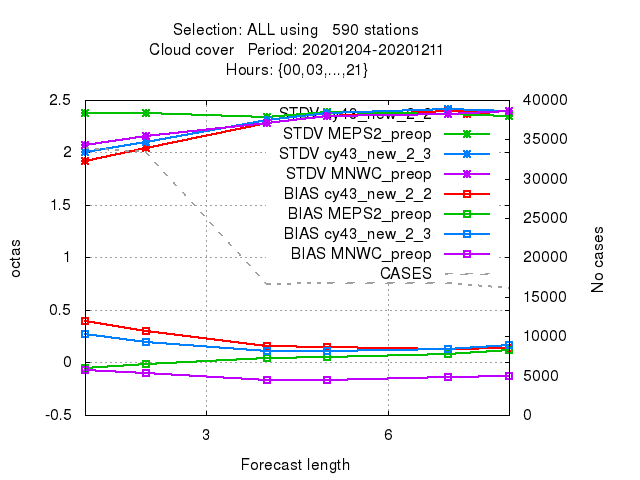 Selection: ALL using   590 stations
Cloud cover   Period: 20201204-20201211
Hours: {00,03,...,21}
2.5
2
1.5
1
0.5
0
-0.5
octas
40000
35000
30000
25000
20000
15000
10000
5000
0
No cases
STDV cy43_new_2_2
STDV MEPS2_preop
STDV cy43_new_2_3
STDV MNWC_preop
BIAS cy43_new_2_2
BIAS MEPS2_preop
BIAS cy43_new_2_3
BIAS MNWC_preop
CASES
3
6
Forecast length